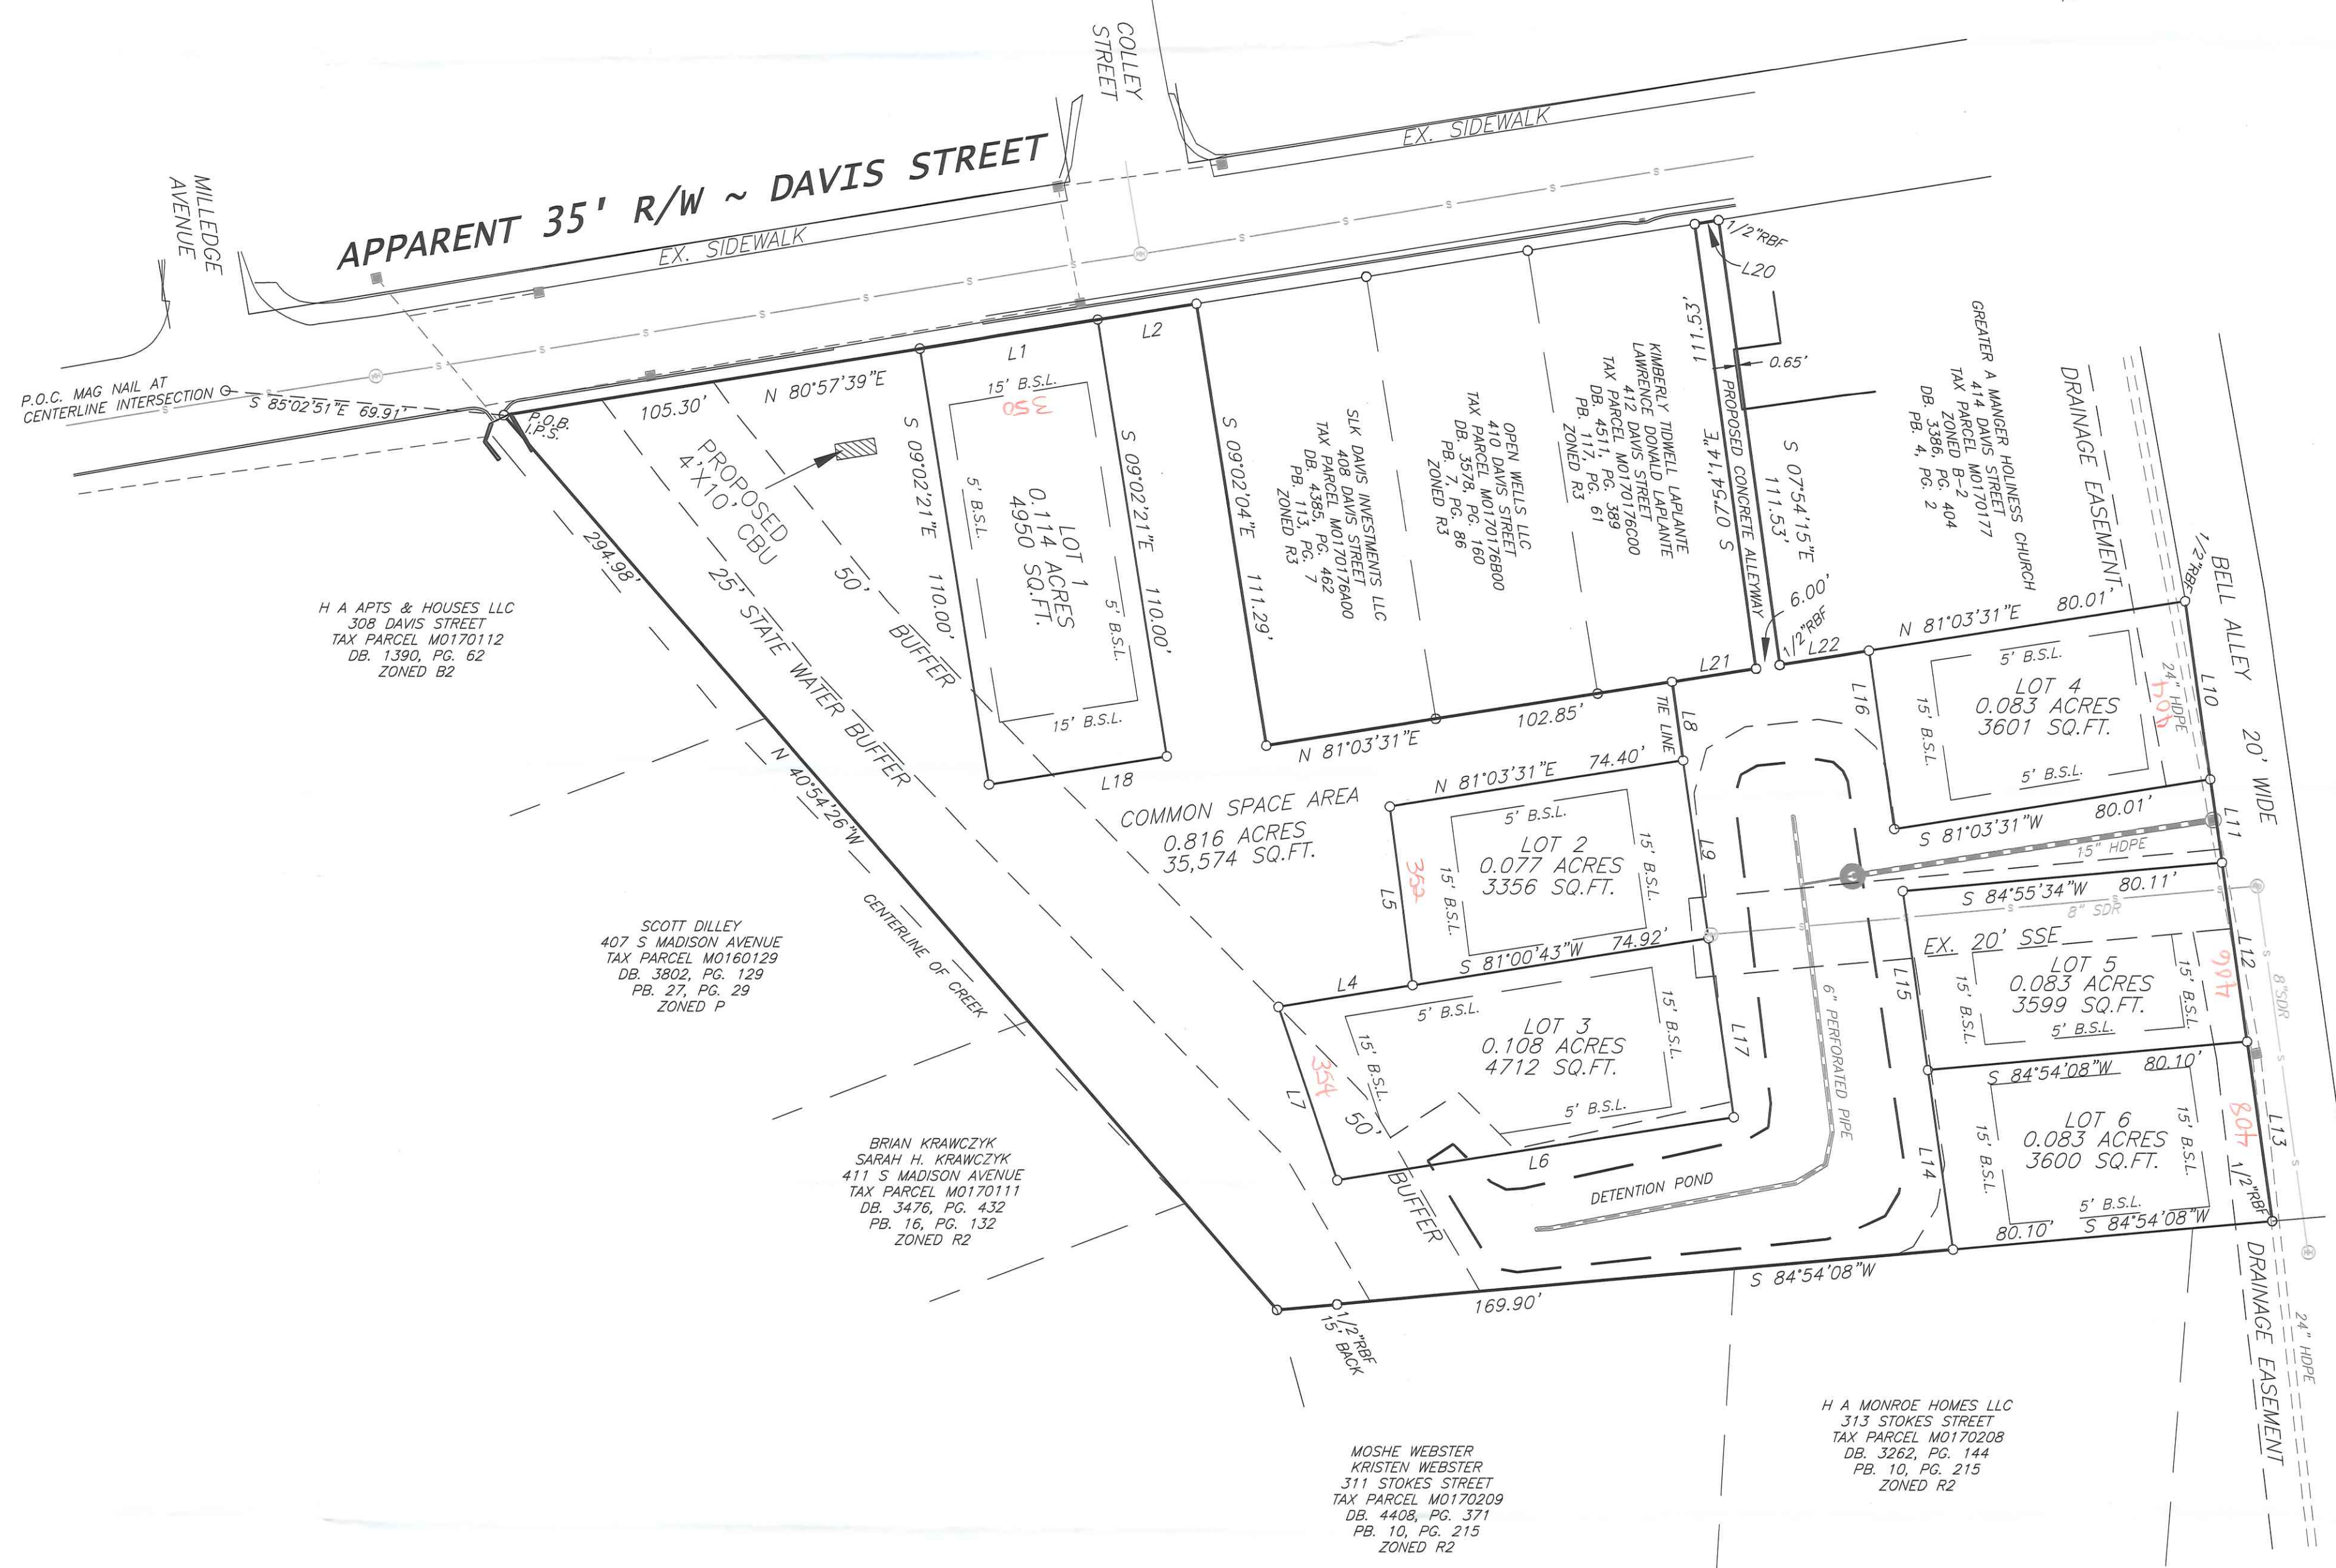 COLLEY
STREET
EX. SIDEWALK
APPARENT 35' R/W ~ DAVIS STREET
MILLEDGE
AVENUE
EX. SIDEWALK
P.O.C. MAG NAIL AT
CENTERLINE INTERSECTION
S 85°02'51"E 69.91'
P.O.B.
I.P.S.
105.30'
N 80°57'39"E
L1
L2
1/2"RBF
L20
0.65'
PROPOSED
4'X10' CBU
25' STATE WATER BUFFER
50' BUFFER
294.98'
N 40°54'26"W
CENTERLINE OF CREEK
S 09°02'21"E 110.00'
15' B.S.L.
350
5' B.S.L.
LOT 1
0.114 ACRES
4950 SQ.FT.
5' B.S.L.
15' B.S.L.
S 09°02'21"E 110.00'
L18
S 09°02'04"E 111.29'
SLK DAVIS INVESTMENTS LLC
408 DAVIS STREET
TAX PARCEL M0170176A00
DB. 4385, PG. 462
PB. 113, PG. 7
ZONED R3
OPEN WELLS LLC
410 DAVIS STREET
TAX PARCEL M0170176B00
DB. 3578, PG. 160
PB. 7, PG. 86
ZONED R3
KIMBERLY TIDWELL LAPLANTE
LAWRENCE DONALD LAPLANTE
412 DAVIS STREET
TAX PARCEL M0170176C00
DB. 4511, PG. 389
PB. 117, PG. 61
ZONED R3
111.53'
S 07°54'14"E
PROPOSED CONCRETE ALLEYWAY
S 07°54'15"E
111.53'
GREATER A MANGER HOLINESS CHURCH
414 DAVIS STREET
TAX PARCEL M0170177
ZONED B-2
DB. 3386, PG. 404
PB. 4, PG. 2
DRAINAGE EASEMENT
1/2"RBF
BELL ALLEY 20' WIDE
6.00'
1/2"RBF
L21
L22
N 81°03'31"E 80.01'
N 81°03'31"E
102.85'
TIE LINE
L8
L16
5' B.S.L.
15' B.S.L.
LOT 4
0.083 ACRES
3601 SQ.FT.
404
24" HDPE
L10
5' B.S.L.
S 81°03'31"W 80.01'
L11
15" HDPE
COMMON SPACE AREA
0.816 ACRES
35,574 SQ.FT.
N 81°03'31"E 74.40'
L5
352
5' B.S.L.
15' B.S.L.
LOT 2
0.077 ACRES
3356 SQ.FT.
15' B.S.L.
L9
S 81°00'43"W 74.92'
L4
5' B.S.L.
15' B.S.L.
LOT 3
0.108 ACRES
4712 SQ.FT.
15' B.S.L.
L17
L7
354
5' B.S.L.
L6
50' BUFFER
DETENTION POND
6" PERFORATED PIPE
S 84°55'34"W 80.11'
8" SDR
EX. 20' SSE
L15
15' B.S.L.
LOT 5
0.083 ACRES
3599 SQ.FT.
15' B.S.L.
406
L12
8"SDR
5' B.S.L.
S 84°54'08"W 80.10'
L14
15' B.S.L.
LOT 6
0.083 ACRES
3600 SQ.FT.
15' B.S.L.
408
L13
1/2"RBF
5' B.S.L.
80.10' S 84°54'08"W
S 84°54'08"W
169.90'
1/2"RBF
15' BACK
DRAINAGE EASEMENT
24" HDPE
H A APTS & HOUSES LLC
308 DAVIS STREET
TAX PARCEL M0170112
DB. 1390, PG. 62
ZONED B2
SCOTT DILLEY
407 S MADISON AVENUE
TAX PARCEL M0160129
DB. 3802, PG. 129
PB. 27, PG. 29
ZONED P
BRIAN KRAWCZYK
SARAH H. KRAWCZYK
411 S MADISON AVENUE
TAX PARCEL M0170111
DB. 3476, PG. 432
PB. 16, PG. 132
ZONED R2
MOSHE WEBSTER
KRISTEN WEBSTER
311 STOKES STREET
TAX PARCEL M0170209
DB. 4408, PG. 371
PB. 10, PG. 215
ZONED R2
H A MONROE HOMES LLC
313 STOKES STREET
TAX PARCEL M0170208
DB. 3262, PG. 144
PB. 10, PG. 215
ZONED R2